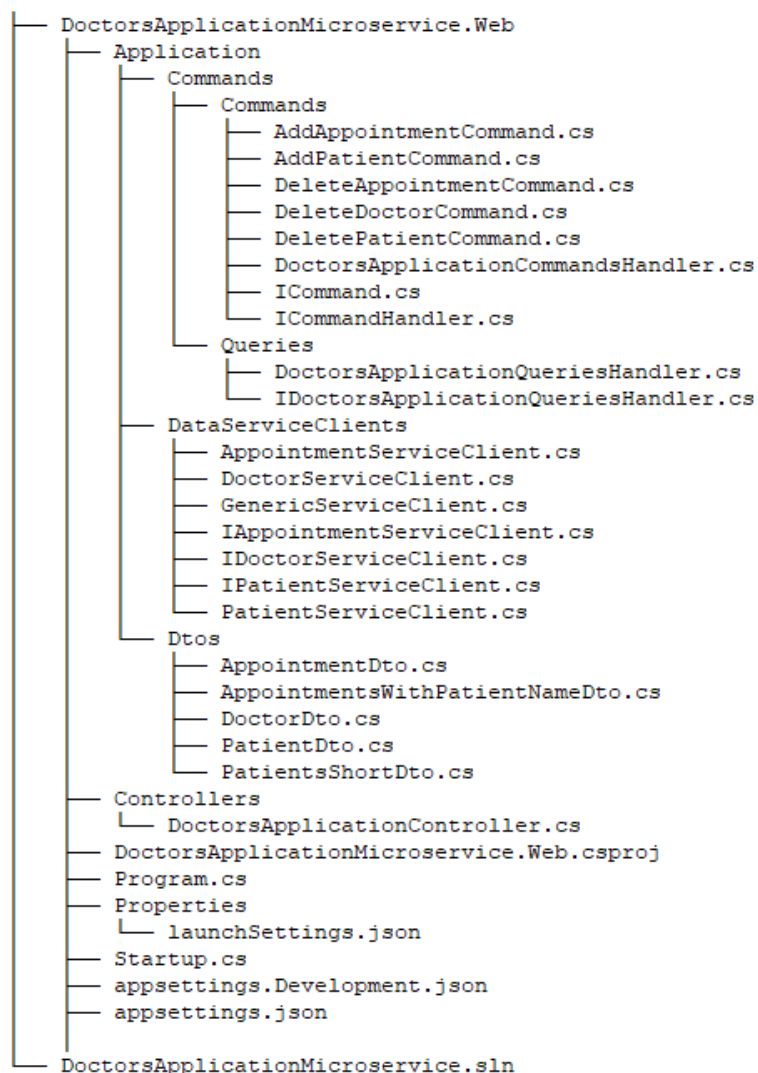 DoctorsApplicationMicroservice.Web
Application
Commands
Commands
AddAppointmentCommand.cs
AddPatientCommand.cs
DeleteAppointmentCommand.cs
DeleteDoctorCommand.cs
DeletePatientCommand.cs
DoctorsApplicationCommandsHandler.cs
ICommand.cs
ICommandHandler.cs
Queries
DoctorsApplicationQueriesHandler.cs
IDoctorsApplicationQueriesHandler.cs
DataServiceClients
AppointmentServiceClient.cs
DoctorServiceClient.cs
GenericServiceClient.cs
IAppointmentServiceClient.cs
IDoctorServiceClient.cs
IPatientServiceClient.cs
PatientServiceClient.cs
Dtos
AppointmentDto.cs
AppointmentsWithPatientNameDto.cs
DoctorDto.cs
PatientDto.cs
PatientsShortDto.cs
Controllers
DoctorsApplicationController.cs
DoctorsApplicationMicroservice.Web.csproj
Program.cs
Properties
launchSettings.json
Startup.cs
appsettings.Development.json
appsettings.json
DoctorsApplicationMicroservice.sln